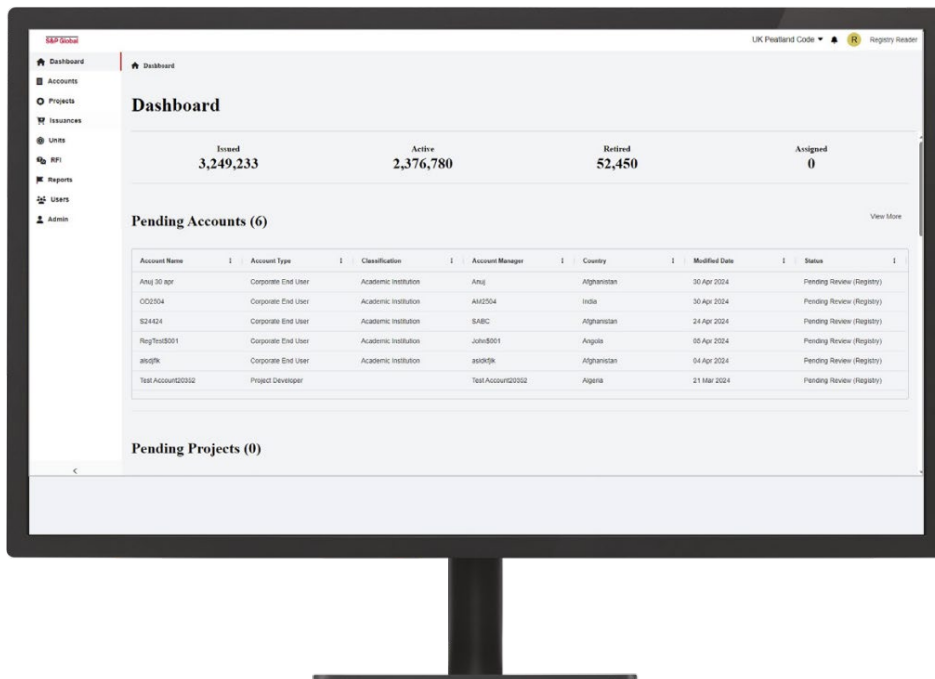 S&P Global
UK Peatland Code
R
Registry Reader
Dashboard
Accounts
Projects
Issuances
Units
RFI
Reports
Users
Admin
Dashboard
Dashboard
Issued Active Retired Assigned
3,249,233 2,376,780 52,450 0
Pending Accounts (6)
View More
Account Name Account Type Classification Account Manager Country Modified Date Status
Anuj 30 apr Corporate End User Academic Institution Anuj Afghanistan 30 Apr 2024 Pending Review (Registry)
CO2504 Corporate End User Academic Institution AM2504 India 30 Apr 2024 Pending Review (Registry)
S24424 Corporate End User Academic Institution SABC Afghanistan 24 Apr 2024 Pending Review (Registry)
RegTest$001 Corporate End User Academic Institution John$001 Angola 05 Apr 2024 Pending Review (Registry)
Corporate End User Academic Institution Afghanistan 04 Apr 2024 Pending Review (Registry)
Test Account20352 Project Developer Test Account20352 Algeria 21 Mar 2024 Pending Review (Registry)
Pending Projects (0)